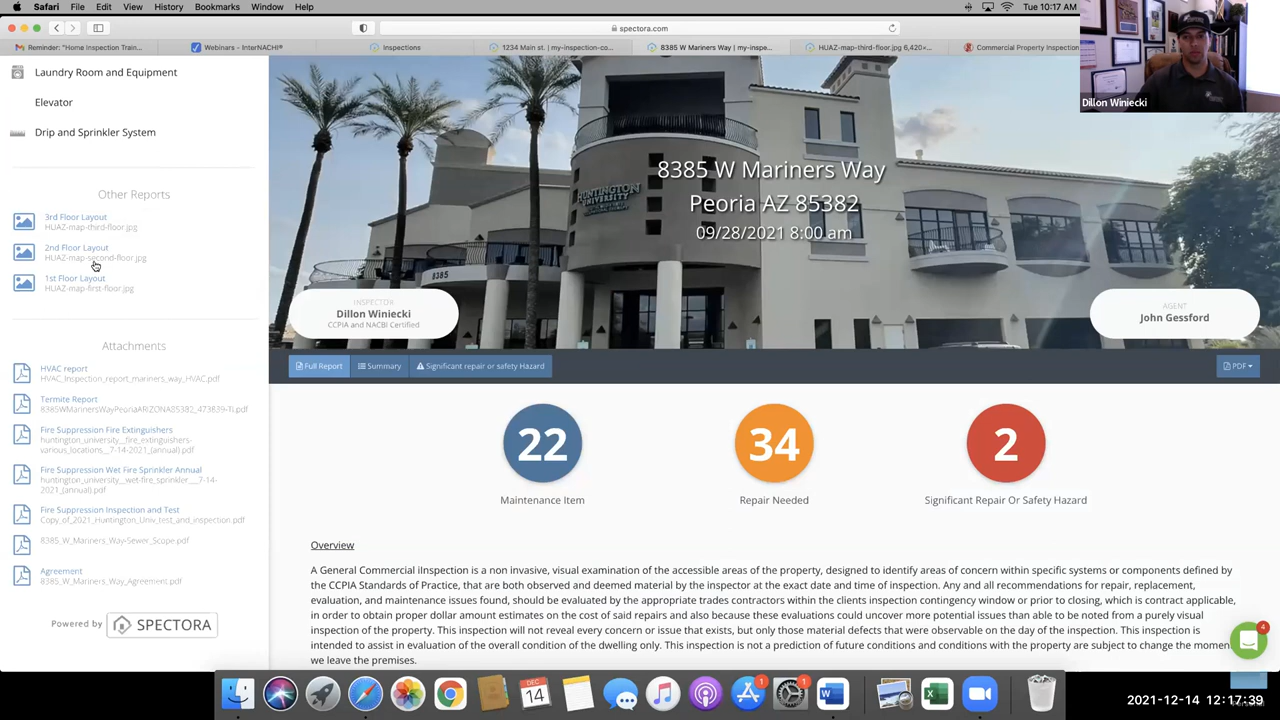 Safari File Edit View History Bookmarks Window Help
Tue 10:17 AM
spectora.com
Reminder: "Home Inspection Train...
Webinars - InterNACHI®
Inspections
1234 Main st. | my-inspection-co...
8385 W Mariners Way | my-inspe...
HUAZ-map-third-floor.jpg 6,420×...
Commercial Property Inspection
Dillon Winiecki
Laundry Room and Equipment
Elevator
Drip and Sprinkler System
Other Reports
3rd Floor Layout
HUAZ-map-third-floor.jpg
2nd Floor Layout
HUAZ-map-second-floor.jpg
1st Floor Layout
HUAZ-map-first-floor.jpg
Attachments
HVAC report
HVAC_Inspection_report_mariners_way_HVAC.pdf
Termite Report
8385WMarinersWayPeoriaARIZONA85382_473839-TI.pdf
Fire Suppression Fire Extinguishers
huntington_university__fire_extinguishers-
various_locations__7-14-2021_(annual).pdf
Fire Suppression Wet Fire Sprinkler Annual
huntington_university__wet-fire_sprinkler__7-14-
2021_(annual).pdf
Fire Suppression Inspection and Test
Copy_of_2021_Huntington_Univ_test_and_inspection.pdf
8385_W_Mariners_Way-Sewer_Scope.pdf
Agreement
8385_W_Mariners_Way_Agreement.pdf
Powered by SPECTORA
HUNTINGTON
UNIVERSITY
8385
8385 W Mariners Way
Peoria AZ 85382
09/28/2021 8:00 am
INSPECTOR
Dillon Winiecki
CCPIA and NACBI Certified
AGENT
John Gessford
Full Report Summary Significant repair or safety Hazard PDF
22
Maintenance Item
34
Repair Needed
2
Significant Repair Or Safety Hazard
Overview
A General Commercial iInspection is a non invasive, visual examination of the accessible areas of the property, designed to identify areas of concern within specific systems or components defined by
the CCPIA Standards of Practice, that are both observed and deemed material by the inspector at the exact date and time of inspection. Any and all recommendations for repair, replacement,
evaluation, and maintenance issues found, should be evaluated by the appropriate trades contractors within the clients inspection contingency window or prior to closing, which is contract applicable,
in order to obtain proper dollar amount estimates on the cost of said repairs and also because these evaluations could uncover more potential issues than able to be noted from a purely visual
inspection of the property. This inspection will not reveal every concern or issue that exists, but only those material defects that were observable on the day of the inspection. This inspection is
intended to assist in evaluation of the overall condition of the dwelling only. This inspection is not a prediction of future conditions and conditions with the property are subject to change the moment
we leave the premises.
4
DEC
14
1
1
2021-12-14 12:17:39